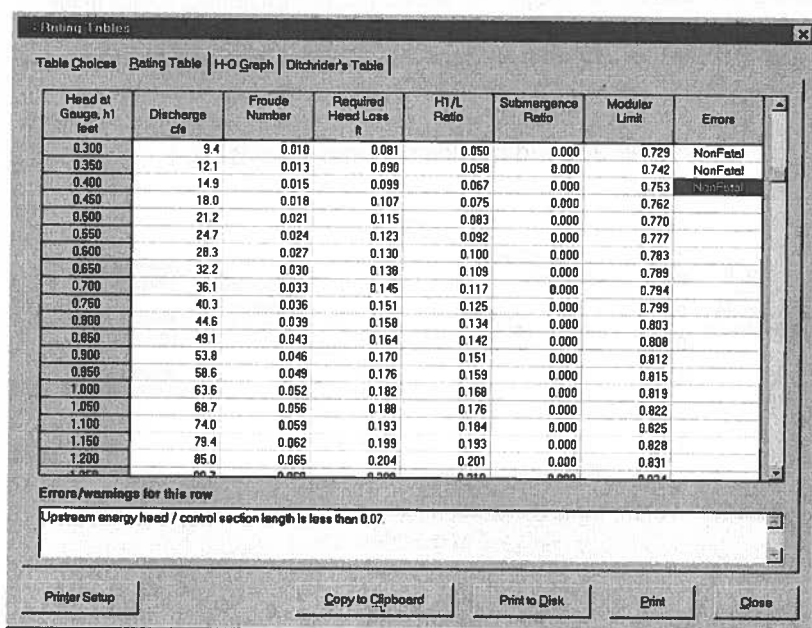 Rating Tables
Table Choices Rating Table H-Q Graph Ditchrider's Table
Head at Gauge, h1 feet Discharge cfs Froude Number Required Head Loss ft H1/L Ratio Submergence Ratio Modular Limit Errors
0.300 9.4 0.010 0.081 0.050 0.000 0.729 NonFatal
0.350 12.1 0.013 0.090 0.058 0.000 0.742 NonFatal
0.400 14.9 0.015 0.099 0.067 0.000 0.753 NonFatal
0.450 18.0 0.018 0.107 0.075 0.000 0.762
0.500 21.2 0.021 0.115 0.083 0.000 0.770
0.550 24.7 0.024 0.123 0.092 0.000 0.777
0.600 28.3 0.027 0.130 0.100 0.000 0.783
0.650 32.2 0.030 0.138 0.109 0.000 0.789
0.700 36.1 0.033 0.145 0.117 0.000 0.794
0.750 40.3 0.036 0.151 0.125 0.000 0.799
0.800 44.6 0.039 0.158 0.134 0.000 0.803
0.850 49.1 0.043 0.164 0.142 0.000 0.808
0.900 53.8 0.046 0.170 0.151 0.000 0.812
0.950 58.6 0.049 0.176 0.159 0.000 0.815
1.000 63.6 0.052 0.182 0.168 0.000 0.819
1.050 68.7 0.056 0.188 0.176 0.000 0.822
1.100 74.0 0.059 0.193 0.184 0.000 0.825
1.150 79.4 0.062 0.199 0.193 0.000 0.828
1.200 85.0 0.065 0.204 0.201 0.000 0.831
Errors/warnings for this row
Upstream energy head / control section length is less than 0.07.
Printer Setup Copy to Clipboard Print to Disk Print Close